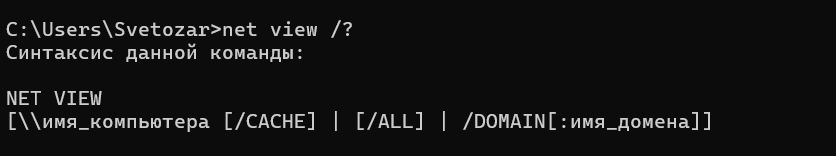 C:\Users\Svetozar>net view /?
Синтаксис данной команды:
NET VIEW
[\\имя_компьютера [/CACHE] | [/ALL] | /DOMAIN[:имя_домена]]